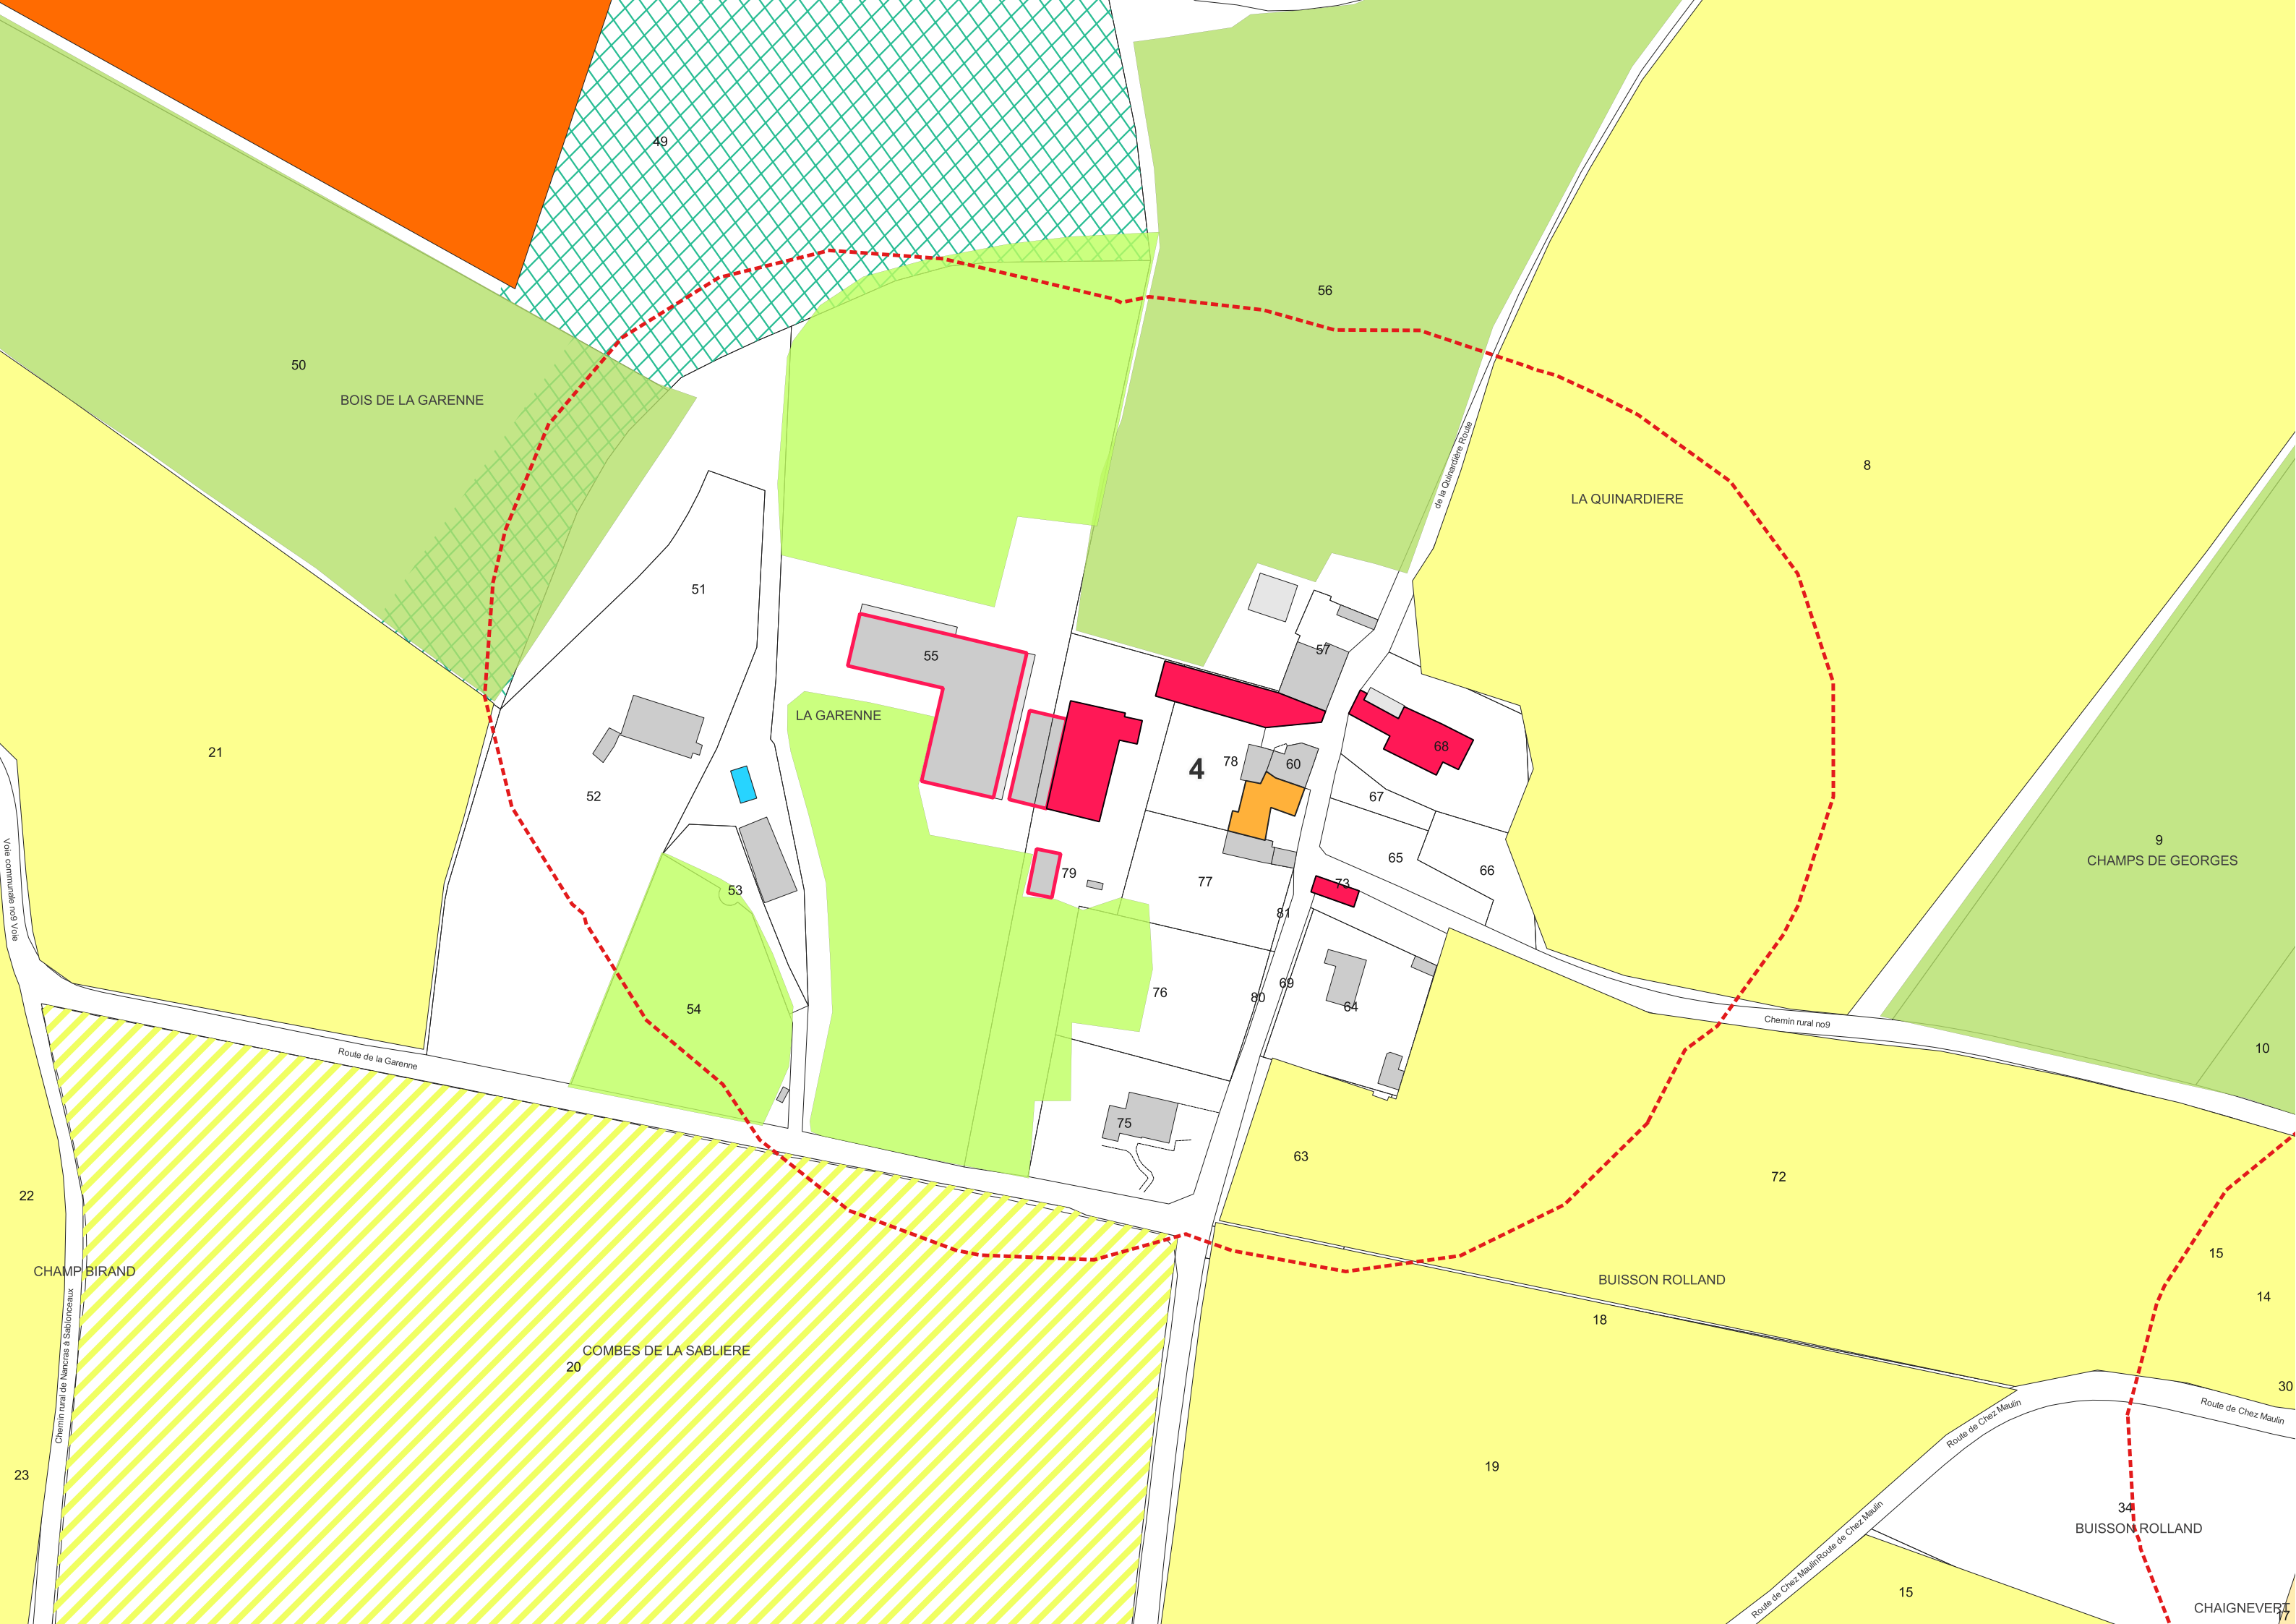 49
56
50
BOIS DE LA GARENNE
8
LA QUINARDIERE
de la Quinardière Route
51
57
55
LA GARENNE
68
21
4
78
60
52
67
9
CHAMPS DE GEORGES
65
66
79
77
73
53
81
Voie communale no9 Voie
69
76
80
64
54
Chemin rural no9
10
Route de la Garenne
75
63
72
22
15
CHAMP BIRAND
BUISSON ROLLAND
14
18
COMBES DE LA SABLIERE
20
30
Route de Chez Maulin
Route de Chez Maulin
Chemin rural de Nancras à Sablonceaux
19
23
34
BUISSON ROLLAND
Route de Chez Maulin
Route de Chez Maulin
15
CHAIGNEVERT